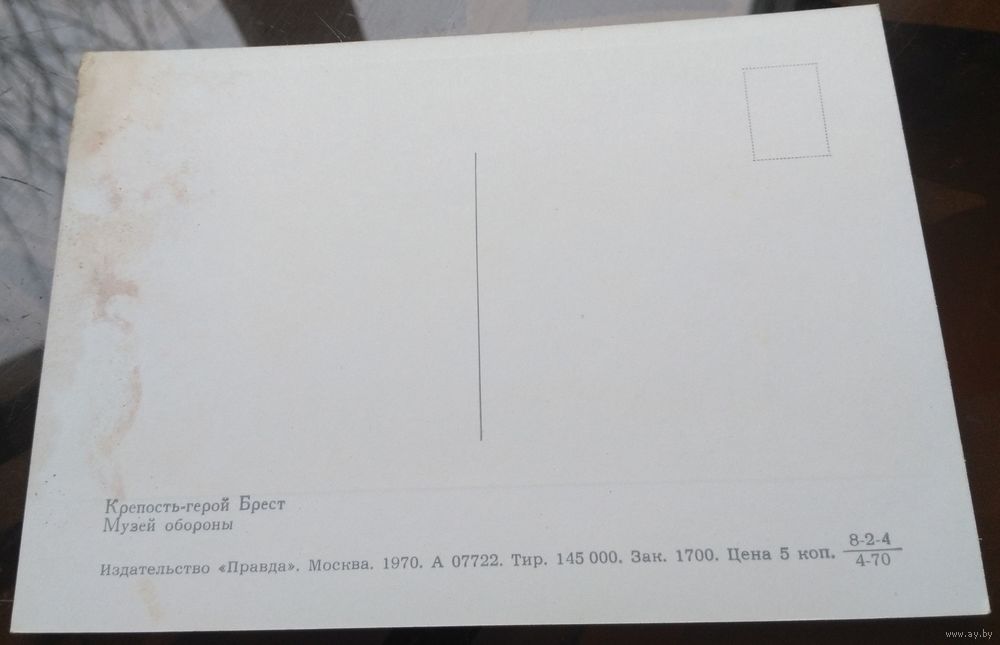 Крепость-герой Брест
Музей обороны
Издательство «Правда». Москва. 1970. А 07722. Тир. 145 000. Зак. 1700. Цена 5 коп. 8-2-4
4-70
www.ay.by